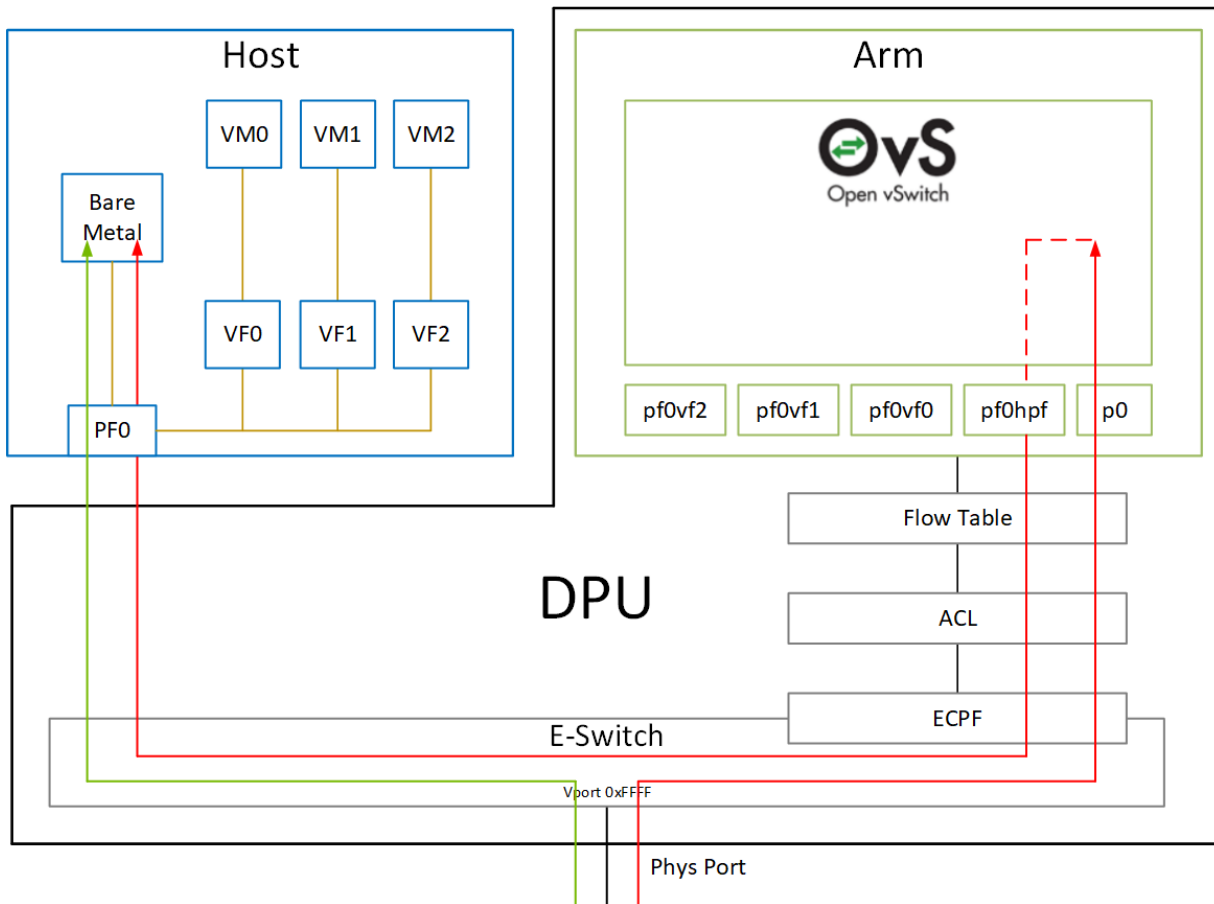 Host
Arm
VM0
VM1
VM2
OvS
Open vSwitch
Bare
Metal
VF0
VF1
VF2
PF0
pf0vf2
pf0vf1
pf0vf0
pf0hpf
p0
Flow Table
DPU
ACL
ECPF
E-Switch
Vport 0xFFFF
Phys Port